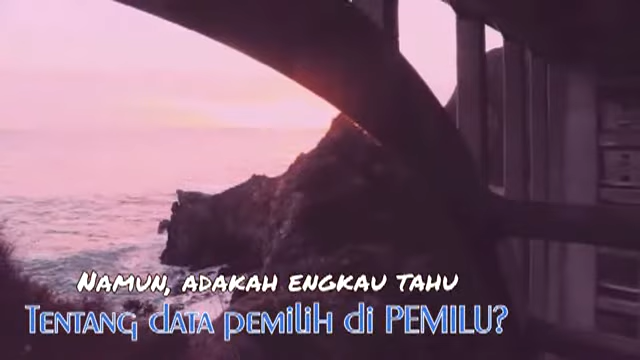 Namun, adakah engkau tahu
Tentang data pemilih di PEMILU?